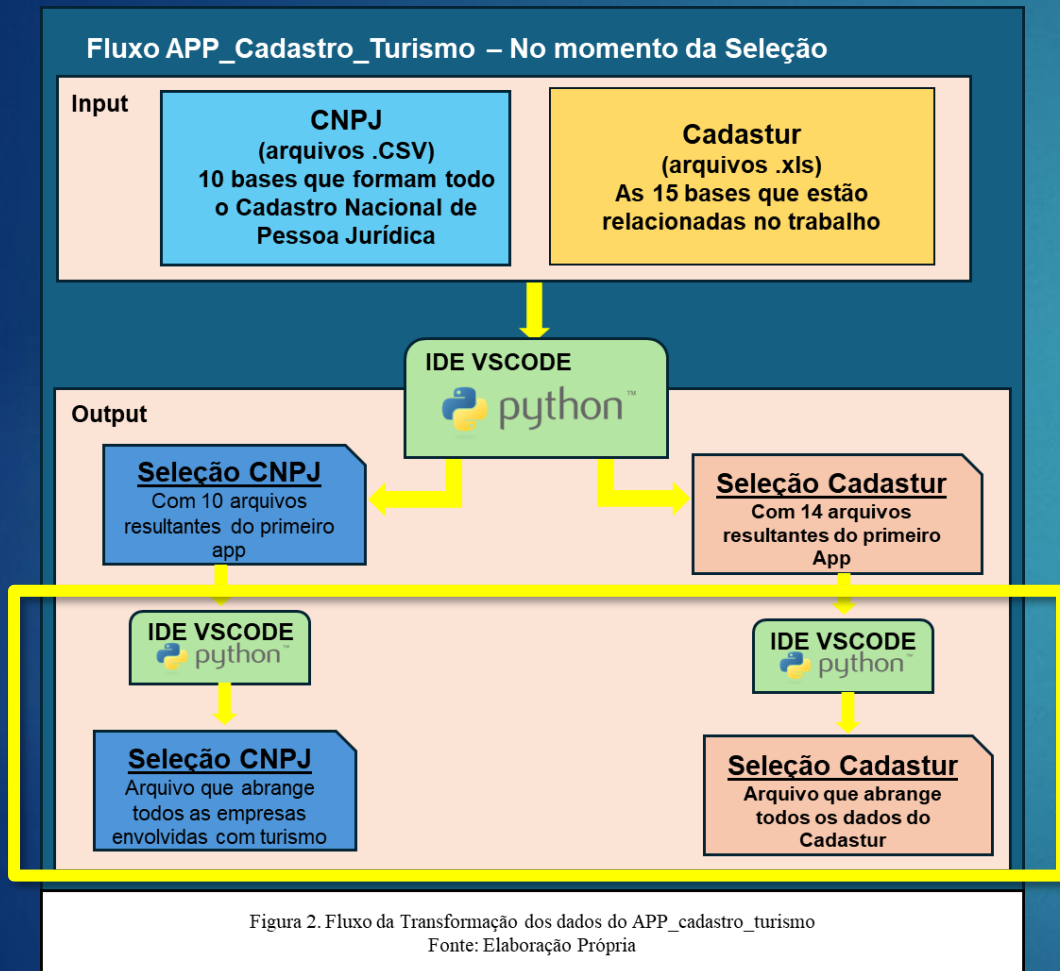 Fluxo APP_Cadastro_Turismo – No momento da Seleção
Input
CNPJ
(arquivos .CSV)
10 bases que formam todo
o Cadastro Nacional de
Pessoa Jurídica
Cadastur
(arquivos .xls)
As 15 bases que estão
relacionadas no trabalho
IDE VSCODE
python™
Output
Seleção CNPJ
Com 10 arquivos
resultantes do primeiro
app
Seleção Cadastur
Com 14 arquivos
resultantes do primeiro
App
IDE VSCODE
python™
IDE VSCODE
python™
Seleção CNPJ
Arquivo que abrange
todos as empresas
envolvidas com turismo
Seleção Cadastur
Arquivo que abrange
todos os dados do
Cadastur
Figura 2. Fluxo da Transformação dos dados do APP_cadastro_turismo
Fonte: Elaboração Própria